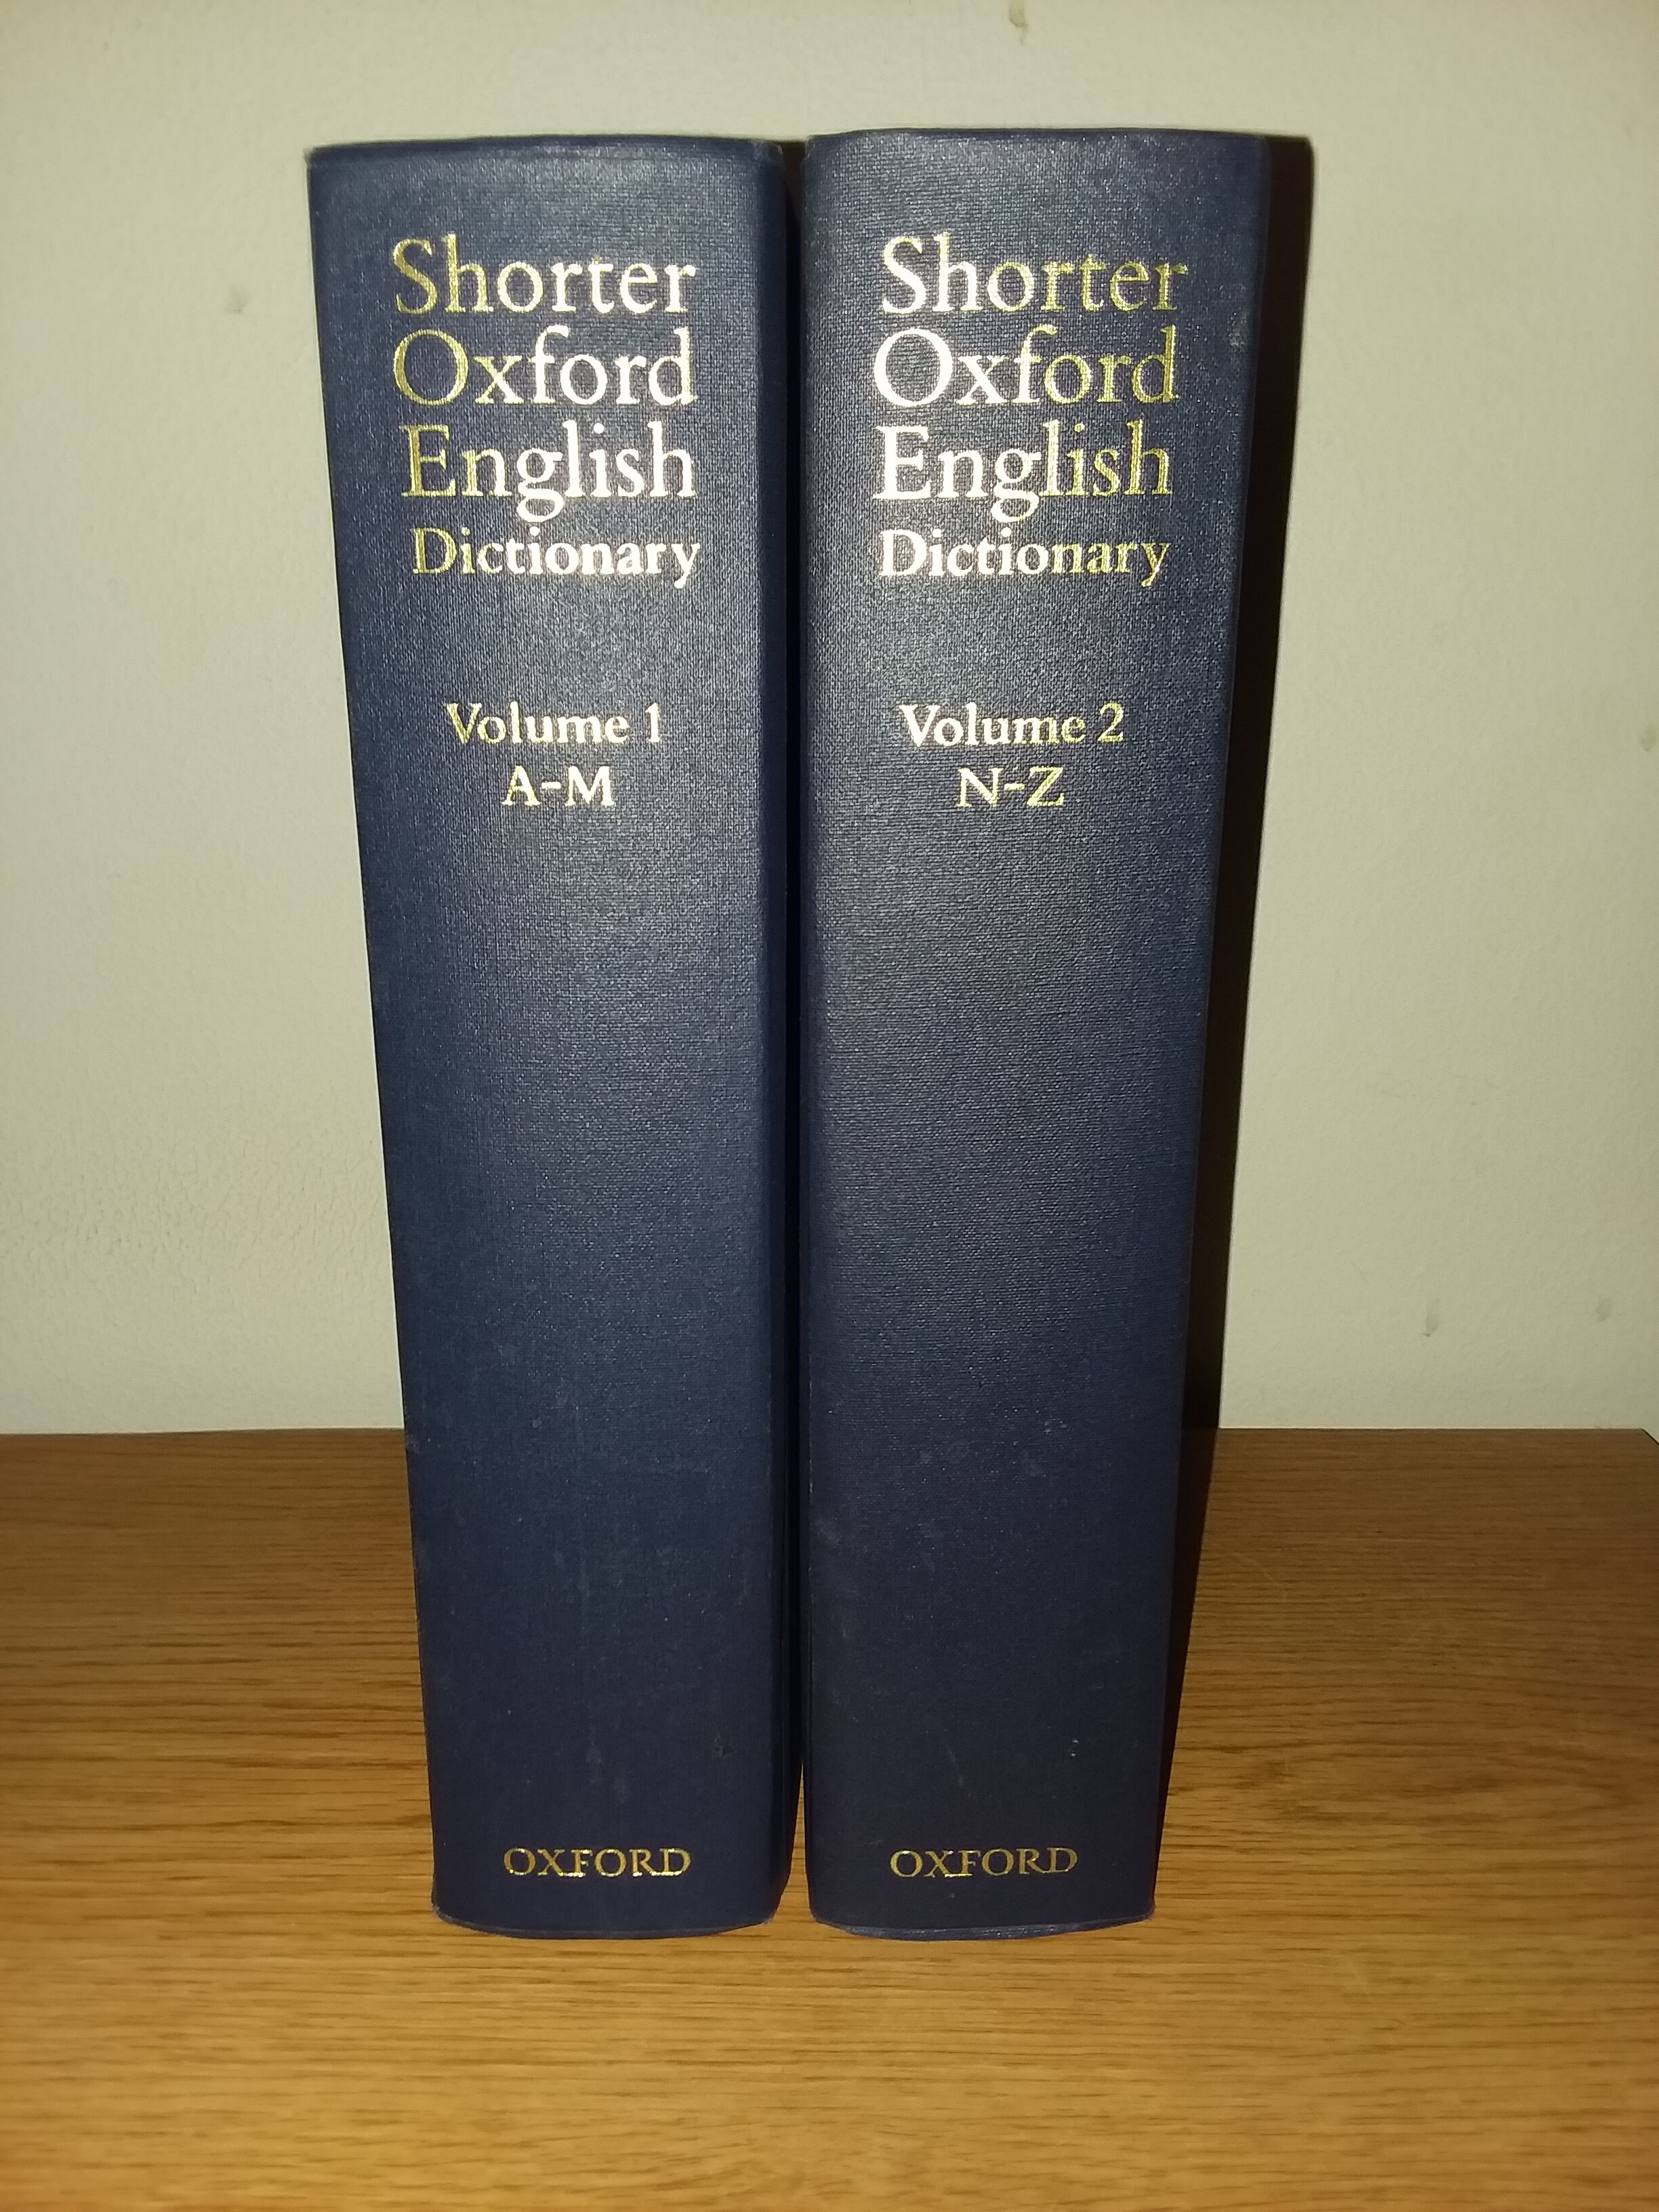 Shorter
Oxford
English
Dictionary
Volume 1
A-M
OXFORD
Shorter
Oxford
English
Dictionary
Volume 2
N-Z
OXFORD